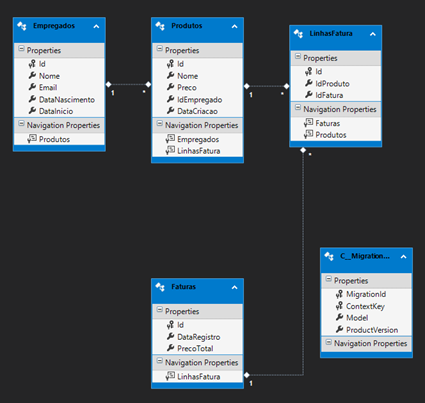 Empregados
Properties
Id
Nome
Email
DataNascimento
DataInicio
Navigation Properties
Produtos
1
*
Produtos
Properties
Id
Nome
Preco
IdEmpregado
DataCriacao
Navigation Properties
Empregados
LinhasFatura
1
*
LinhasFatura
Properties
Id
IdProduto
IdFatura
Navigation Properties
Faturas
Produtos
*
Faturas
Properties
Id
DataRegistro
PrecoTotal
Navigation Properties
LinhasFatura
1
C__Migration...
Properties
MigrationId
ContextKey
Model
ProductVersion
Navigation Properties